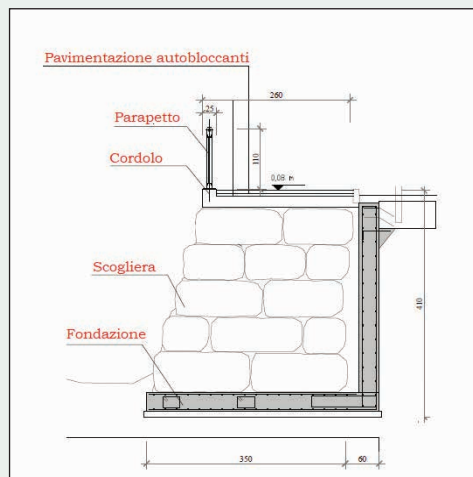 Pavimentazione autobloccanti
260
25
Parapetto
110
Cordolo
0,08 m
Scogliera
410
Fondazione
350
60